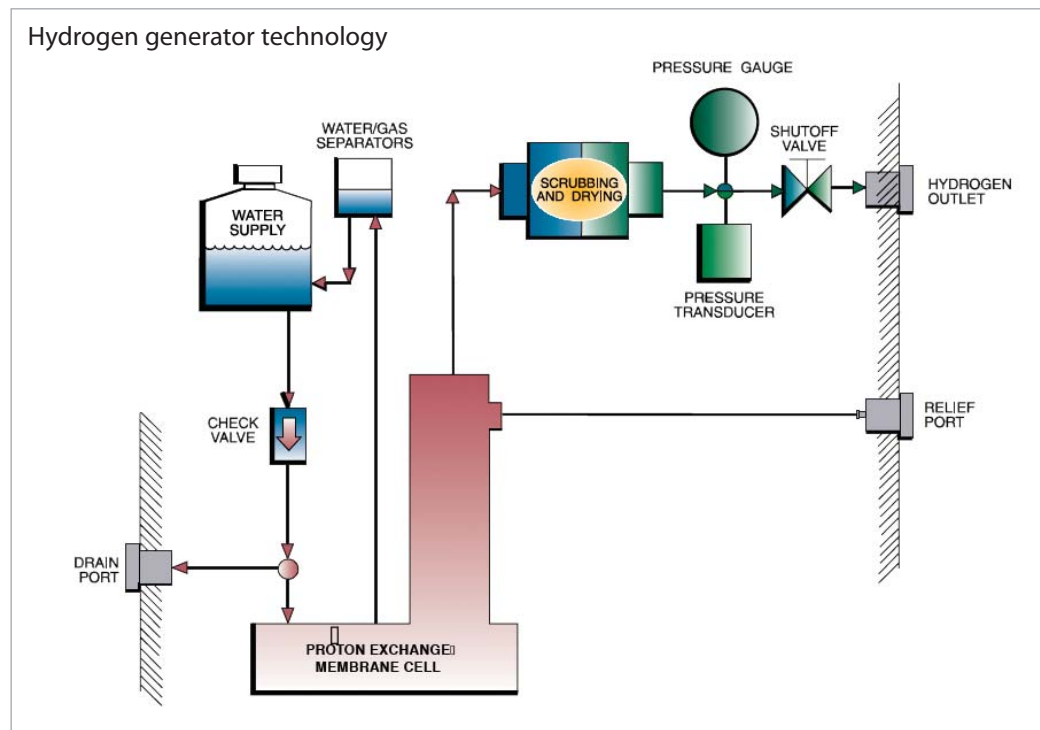 Hydrogen generator technology
PRESSURE GAUGE
WATER/GAS
SEPARATORS
SHUTOFF
VALVE
SCRUBBING
AND DRYING
HYDROGEN
OUTLET
WATER
SUPPLY
PRESSURE
TRANSDUCER
CHECK
VALVE
RELIEF
PORT
DRAIN
PORT
PROTON EXCHANGE
MEMBRANE CELL